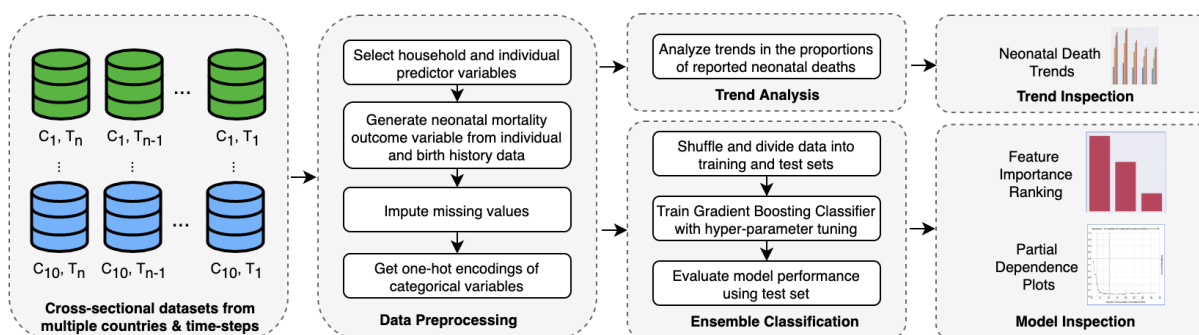 C1, Tn
C1, Tn-1
...
C1, T1
...
...
...
C10, Tn
C10, Tn-1
...
C10, T1
Cross-sectional datasets from
multiple countries & time-steps
Select household and individual
predictor variables
Generate neonatal mortality
outcome variable from individual
and birth history data
Impute missing values
Get one-hot encodings of
categorical variables
Data Preprocessing
Analyze trends in the proportions
of reported neonatal deaths
Trend Analysis
Shuffle and divide data into
training and test sets
Train Gradient Boosting Classifier
with hyper-parameter tuning
Evaluate model performance
using test set
Ensemble Classification
Neonatal Death
Trends
Trend Inspection
Feature
Importance
Ranking
Partial
Dependence
Plots
Model Inspection